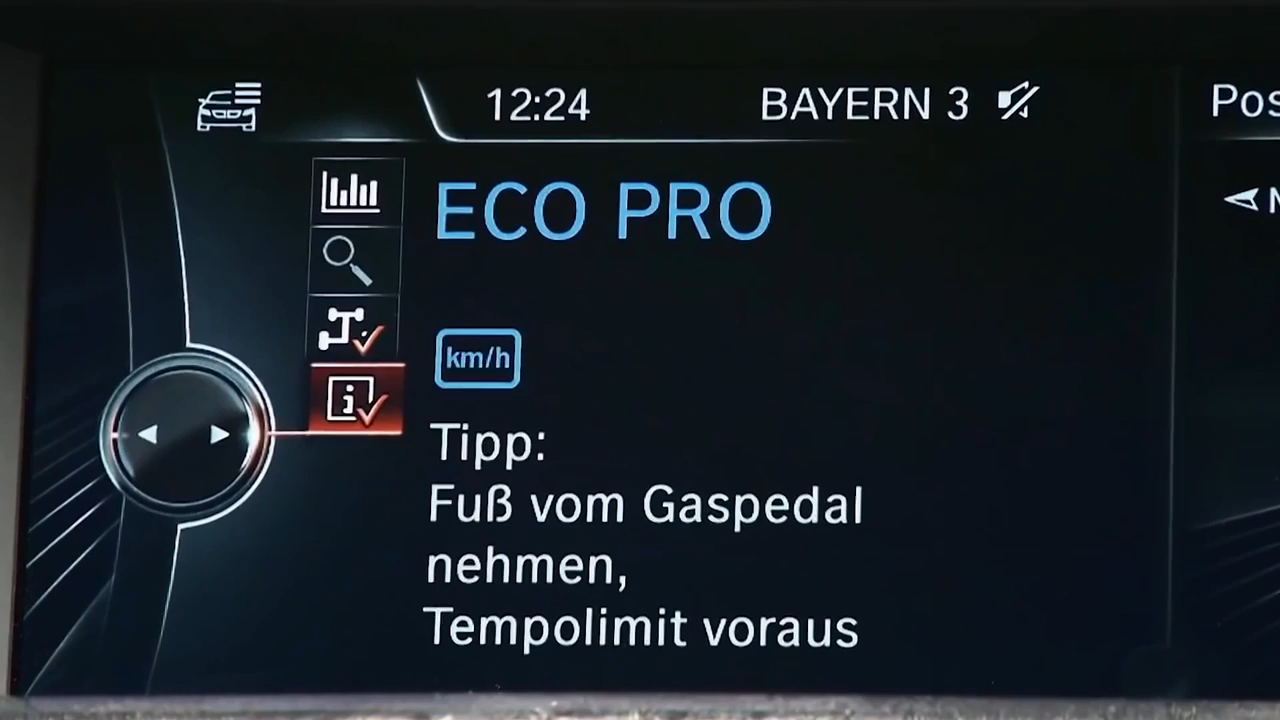 12:24 BAYERN 3
Pos
ECO PRO
km/h
Tipp:
Fuß vom Gaspedal
nehmen,
Tempolimit voraus